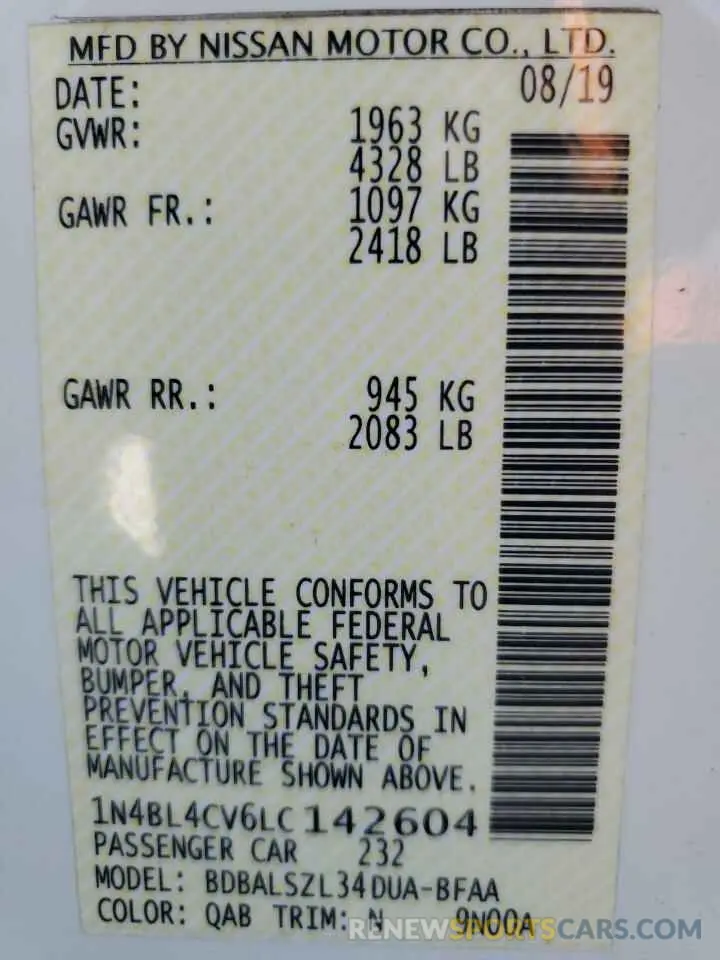 MFD BY NISSAN MOTOR CO., LTD.
DATE: 08/19
GVWR: 1963 KG
4328 LB
GAWR FR.: 1097 KG
2418 LB
GAWR RR.: 945 KG
2083 LB
THIS VEHICLE CONFORMS TO
ALL APPLICABLE FEDERAL
MOTOR VEHICLE SAFETY,
BUMPER, AND THEFT
PREVENTION STANDARDS IN
EFFECT ON THE DATE OF
MANUFACTURE SHOWN ABOVE.
1N4BL4CV6LC142604
PASSENGER CAR 232
MODEL: BDBALSZL34DUA-BFAA
COLOR: QAB TRIM: N 9N00A
RENEWSPORTSCARS.COM